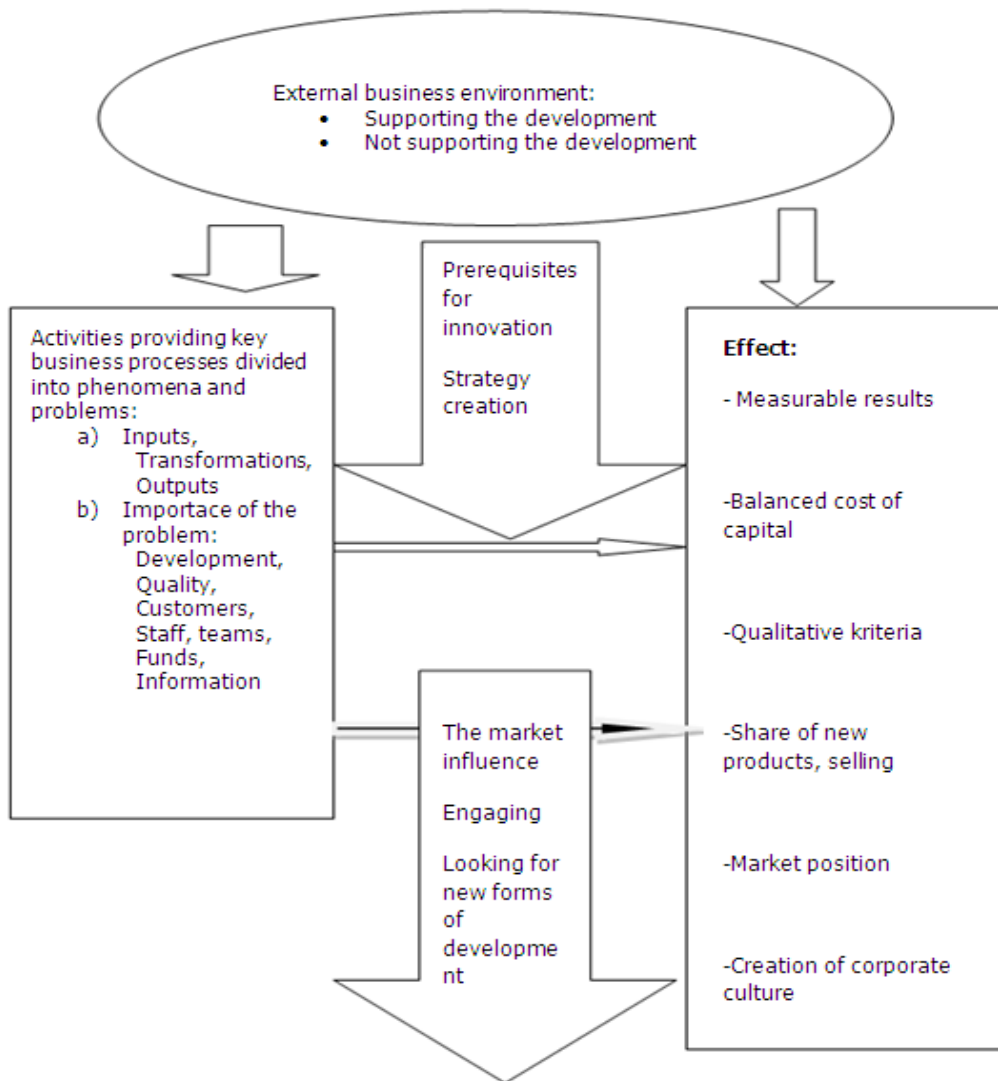 External business environment:
• Supporting the development
• Not supporting the development
Prerequisites
for
innovation
Strategy
creation
Activities providing key
business processes divided
into phenomena and
problems:
a) Inputs,
Transformations,
Outputs
b) Importace of the
problem:
Development,
Quality,
Customers,
Staff, teams,
Funds,
Information
The market
influence
Engaging
Looking for
new forms
of
developme
nt
Effect:
- Measurable results
-Balanced cost of
capital
-Qualitative kriteria
-Share of new
products, selling
-Market position
-Creation of corporate
culture